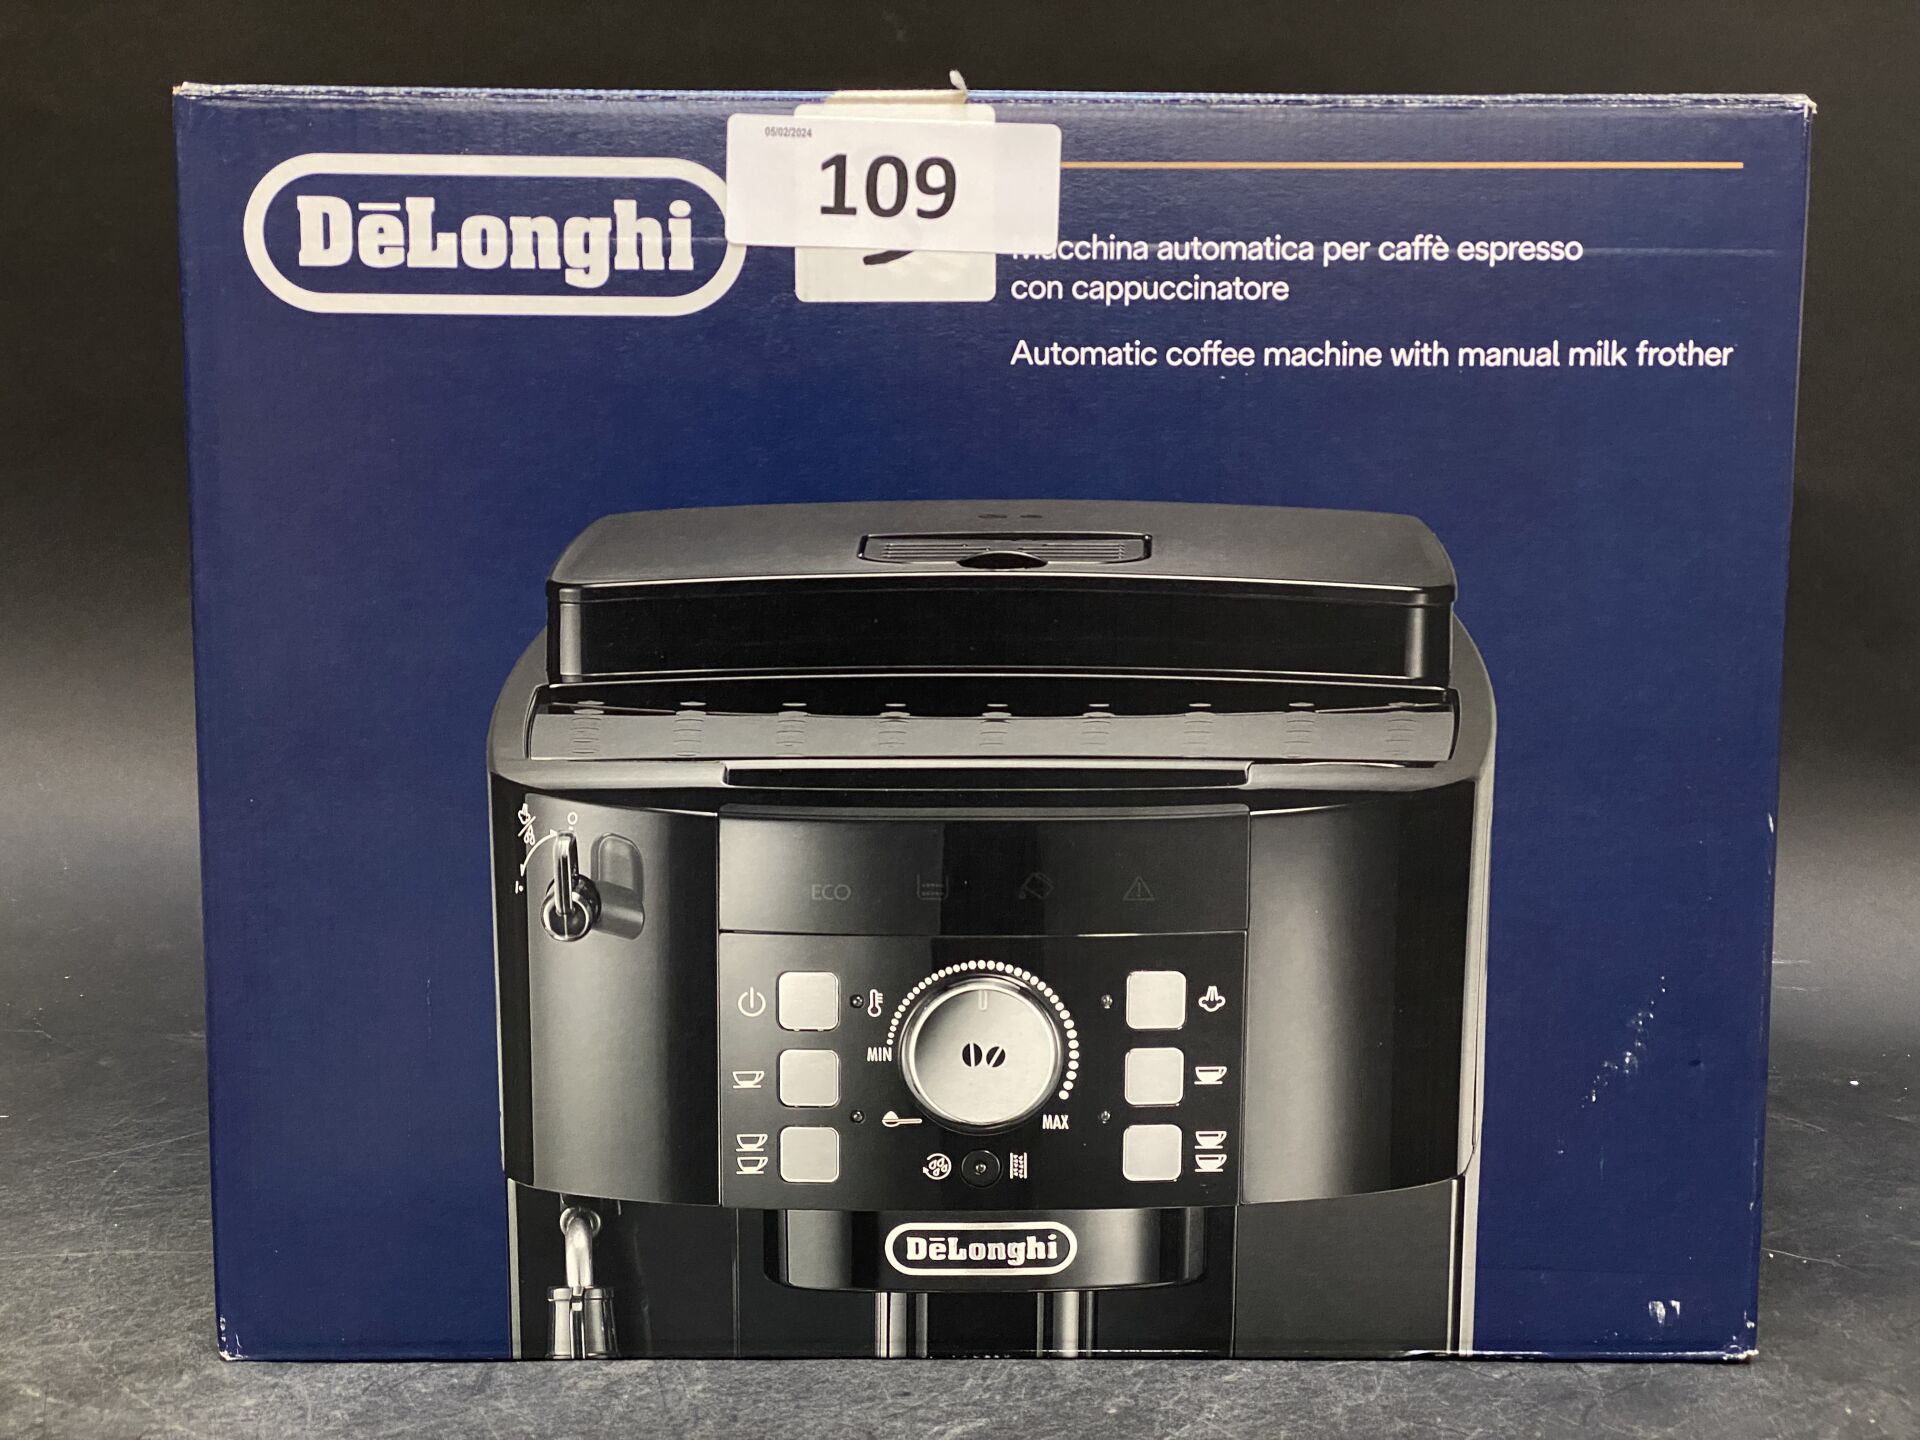 05/02/2024
109
DēLonghi
automatica per caffè espresso
con cappuccinatore
Automatic coffee machine with manual milk frother
ECO
MIN
MAX
DēLonghi